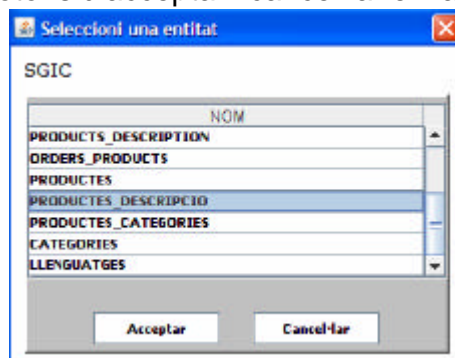 Seleccioni una entitat
SGIC
NOM
PRODUCTS_DESCRIPTION
ORDERS_PRODUCTS
PRODUCTES
PRODUCTES_DESCRIPCIO
PRODUCTES_CATEGORIES
CATEGORIES
LLENGUATGES
Acceptar Cancel·lar